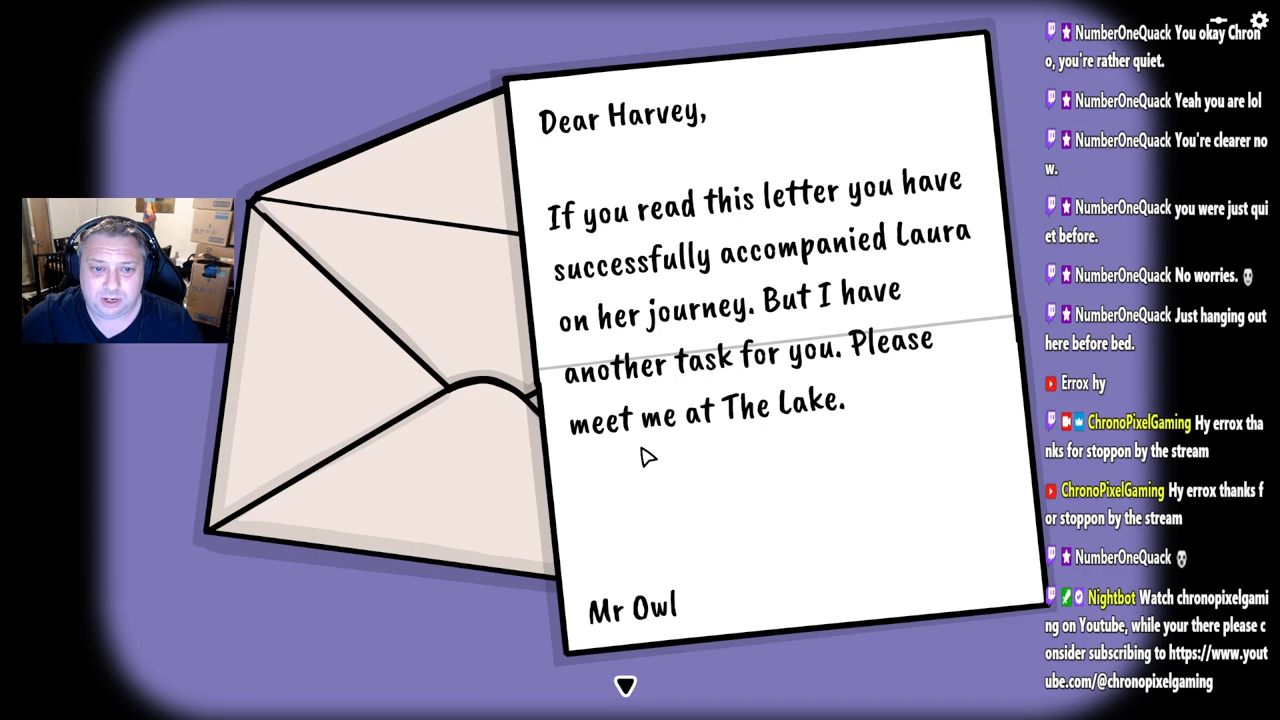 Dear Harvey,
If you read this letter you have
successfully accompanied Laura
on her journey. But I have
another task for you. Please
meet me at The Lake.
Mr Owl
NumberOneQuack You okay Chron
o, you're rather quiet.
NumberOneQuack Yeah you are lol
NumberOneQuack You're clearer no
w.
NumberOneQuack you were just qui
et before.
NumberOneQuack No worries.
NumberOneQuack Just hanging out
here before bed.
Errox hy
ChronoPixelGaming Hy errox tha
nks for stoppon by the stream
ChronoPixelGaming Hy errox thanks f
or stoppon by the stream
NumberOneQuack
Nightbot Watch chronopixelgami
ng on Youtube, while your there please c
onsider subscribing to https://www.yout
ube.com/@chronopixelgaming